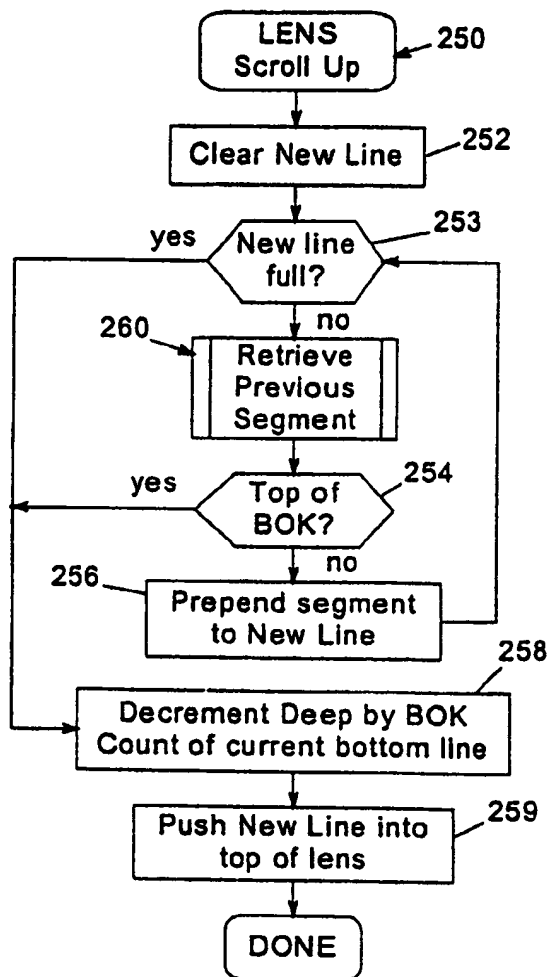 LENS
Scroll Up
250
Clear New Line
252
yes
New line
full?
253
no
260
Retrieve
Previous
Segment
yes
Top of
BOK?
254
no
256
Prepend segment
to New Line
258
Decrement Deep by BOK
Count of current bottom line
Push New Line into
top of lens
259
DONE